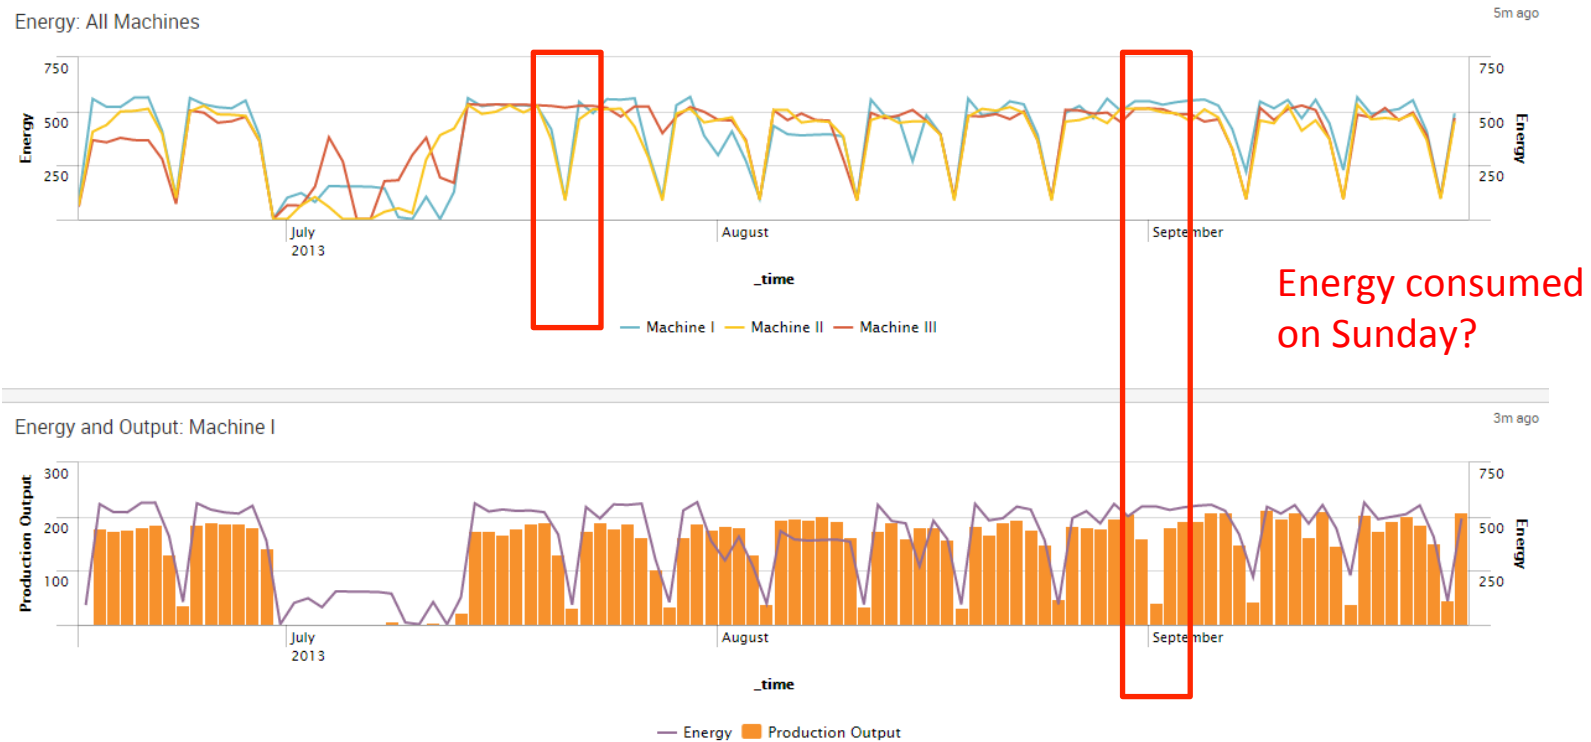 Energy: All Machines
5m ago
750
500
250
Energy
750
500
250
Energy
July
2013
August
September
_time
Machine I
Machine II
Machine III
Energy consumed
on Sunday?
Energy and Output: Machine I
3m ago
300
200
100
Production Output
750
500
250
Energy
July
2013
August
September
_time
Energy
Production Output